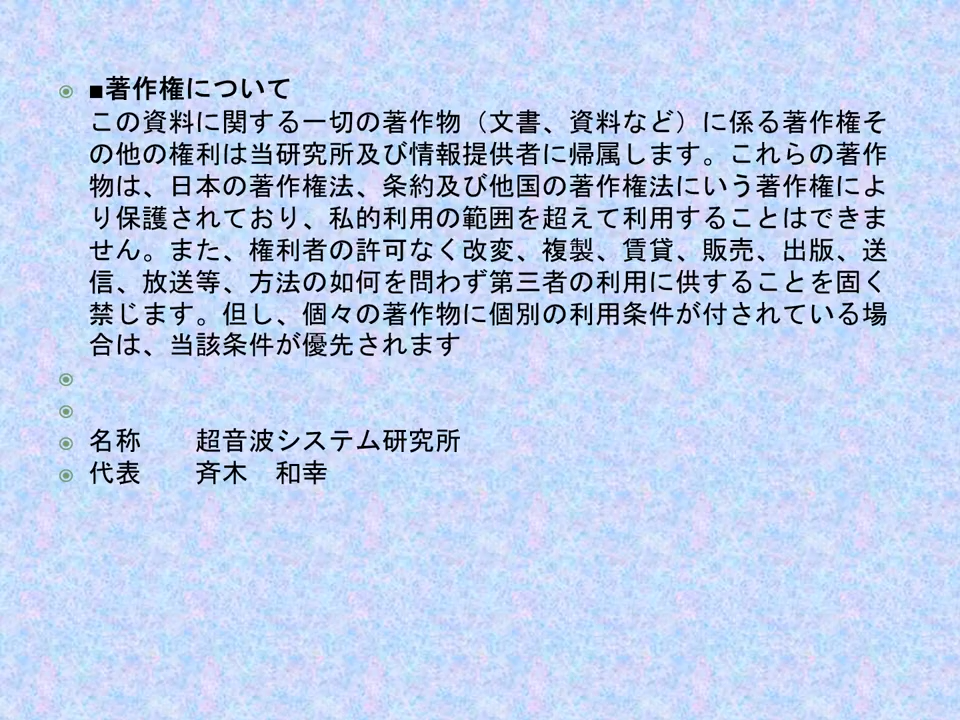 ■著作権について
この資料に関する一切の著作物（文書、資料など）に係る著作権そ
の他の権利は当研究所及び情報提供者に帰属します。これらの著作
物は、日本の著作権法、条約及び他国の著作権法にいう著作権によ
り保護されており、私的利用の範囲を超えて利用することはできま
せん。また、権利者の許可なく改変、複製、賃貸、販売、出版、送
信、放送等、方法の如何を問わず第三者の利用に供することを固く
禁じます。但し、個々の著作物に個別の利用条件が付されている場
合は、当該条件が優先されます
名称　　超音波システム研究所
代表　　斉木　和幸